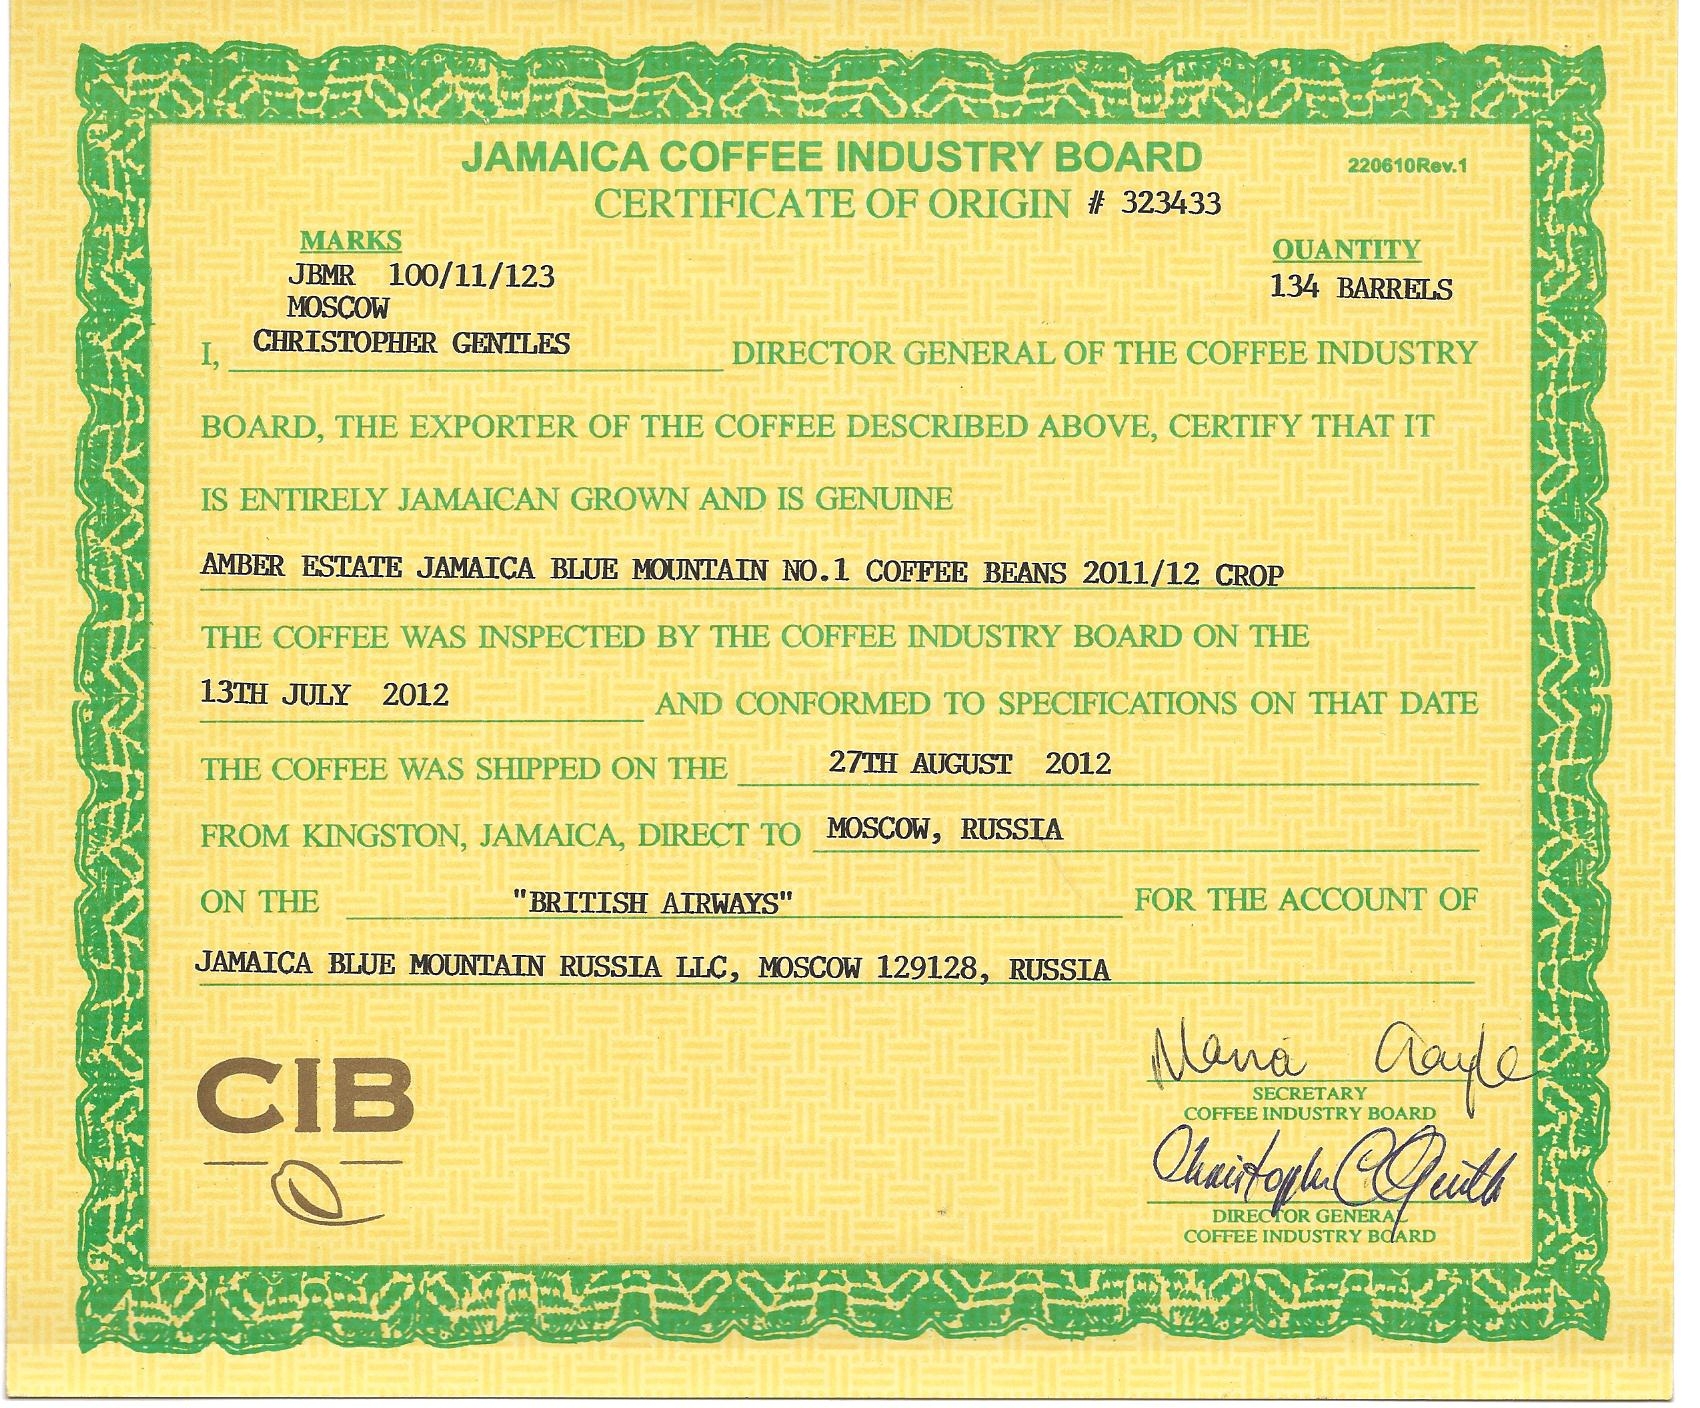 JAMAICA COFFEE INDUSTRY BOARD
220610Rev.1
CERTIFICATE OF ORIGIN # 323433
MARKS
QUANTITY
JBMR 100/11/123
134 BARRELS
MOSCOW
I, CHRISTOPHER GENTLES DIRECTOR GENERAL OF THE COFFEE INDUSTRY
BOARD, THE EXPORTER OF THE COFFEE DESCRIBED ABOVE, CERTIFY THAT IT
IS ENTIRELY JAMAICAN GROWN AND IS GENUINE
AMBER ESTATE JAMAICA BLUE MOUNTAIN NO.1 COFFEE BEANS 2011/12 CROP
THE COFFEE WAS INSPECTED BY THE COFFEE INDUSTRY BOARD ON THE
13TH JULY 2012 AND CONFORMED TO SPECIFICATIONS ON THAT DATE
THE COFFEE WAS SHIPPED ON THE 27TH AUGUST 2012
FROM KINGSTON, JAMAICA, DIRECT TO MOSCOW, RUSSIA
ON THE "BRITISH AIRWAYS" FOR THE ACCOUNT OF
JAMAICA BLUE MOUNTAIN RUSSIA LLC, MOSCOW 129128, RUSSIA
CIB
SECRETARY
COFFEE INDUSTRY BOARD
Christopher
DIRECTOR GENERAL
COFFEE INDUSTRY BOARD